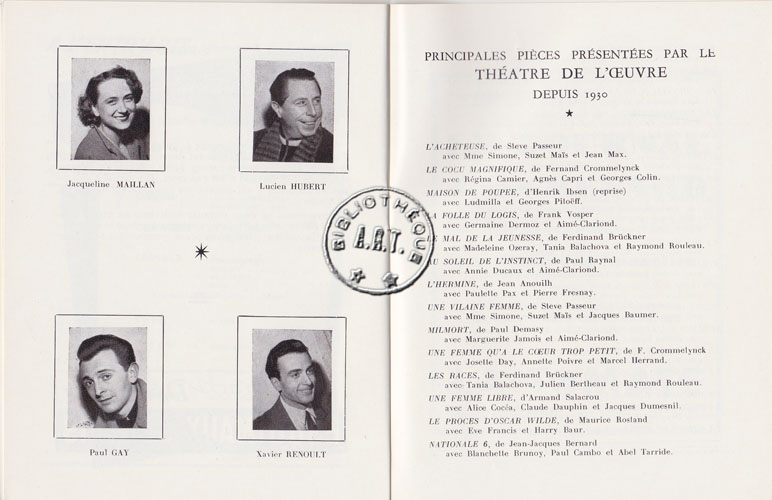 Jacqueline MAILLAN
Lucien HUBERT
Paul GAY
Xavier RENOULT
BIBLIOTHÈQUE
A.R.T.
PRINCIPALES PIÈCES PRÉSENTÉES PAR LE
THÉATRE DE L'ŒUVRE
DEPUIS 1930
L'ACHETEUSE, de Steve Passeur
avec Mme Simone, Suzet Maïs et Jean Max.
LE COCU MAGNIFIQUE, de Fernand Crommelynck
avec Régina Camier, Agnès Capri et Georges Colin.
MAISON DE POUPEE, d'Henrik Ibsen (reprise)
avec Ludmilla et Georges Pitoëff.
LA FOLLE DU LOGIS, de Frank Vosper
avec Germaine Dermoz et Aimé-Clariond.
LE MAL DE LA JEUNESSE, de Ferdinand Brückner
avec Madeleine Ozeray, Tania Balachova et Raymond Rouleau.
AU SOLEIL DE L'INSTINCT, de Paul Raynal
avec Annie Ducaux et Aimé-Clariond.
L'HERMINE, de Jean Anouilh
avec Paulette Pax et Pierre Fresnay.
UNE VILAINE FEMME, de Steve Passeur
avec Mme Simone, Suzet Maïs et Jacques Baumer.
MILMORT, de Paul Demasy
avec Marguerite Jamois et Aimé-Clariond.
UNE FEMME QU'A LE CŒUR TROP PETIT, de F. Crommelynck
avec Josette Day, Annette Poivre et Marcel Herrand.
LES RACES, de Ferdinand Brückner
avec Tania Balachova, Julien Bertheau et Raymond Rouleau.
UNE FEMME LIBRE, d'Armand Salacrou
avec Alice Cocéa, Claude Dauphin et Jacques Dumesnil.
LE PROCES D'OSCAR WILDE, de Maurice Rostand
avec Eve Francis et Harry Baur.
NATIONALE 6, de Jean-Jacques Bernard
avec Blanchette Brunoy, Paul Cambo et Abel Tarride.